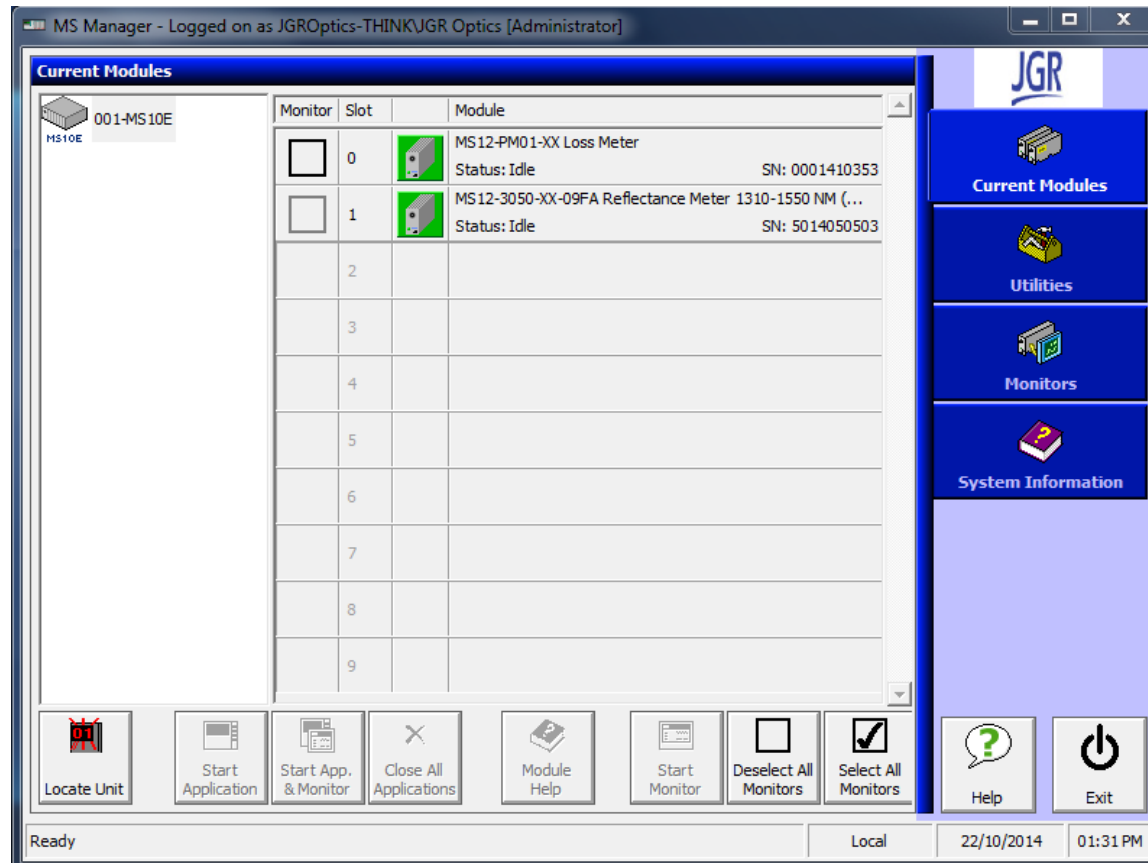 MS Manager - Logged on as JGROptics-THINK\JGR Optics [Administrator]
Current Modules
JGR
001-MS10E
MS10E
Monitor Slot Module
0
MS12-PM01-XX Loss Meter
Status: Idle SN: 0001410353
1
MS12-3050-XX-09FA Reflectance Meter 1310-1550 NM (...
Status: Idle SN: 5014050503
2
3
4
5
6
7
8
9
Current Modules
Utilities
Monitors
System Information
01
Locate Unit
Start
Application
Start App.
& Monitor
Close All
Applications
Module
Help
Start
Monitor
Deselect All
Monitors
Select All
Monitors
Help
Exit
Ready Local 22/10/2014 01:31 PM